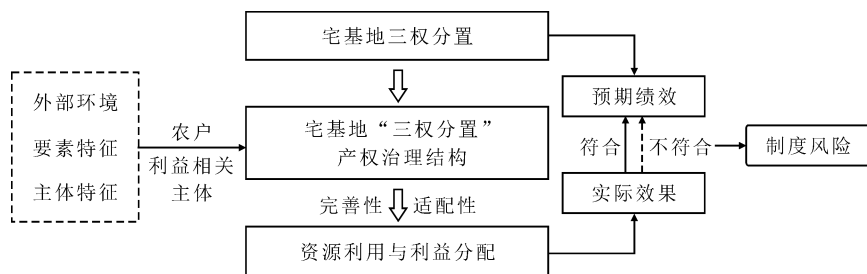 宅基地三权分置
外部环境
要素特征
主体特征
农户
利益相关
主体
宅基地“三权分置”
产权治理结构
完善性
适配性
资源利用与利益分配
预期绩效
符合
不符合
实际效果
制度风险